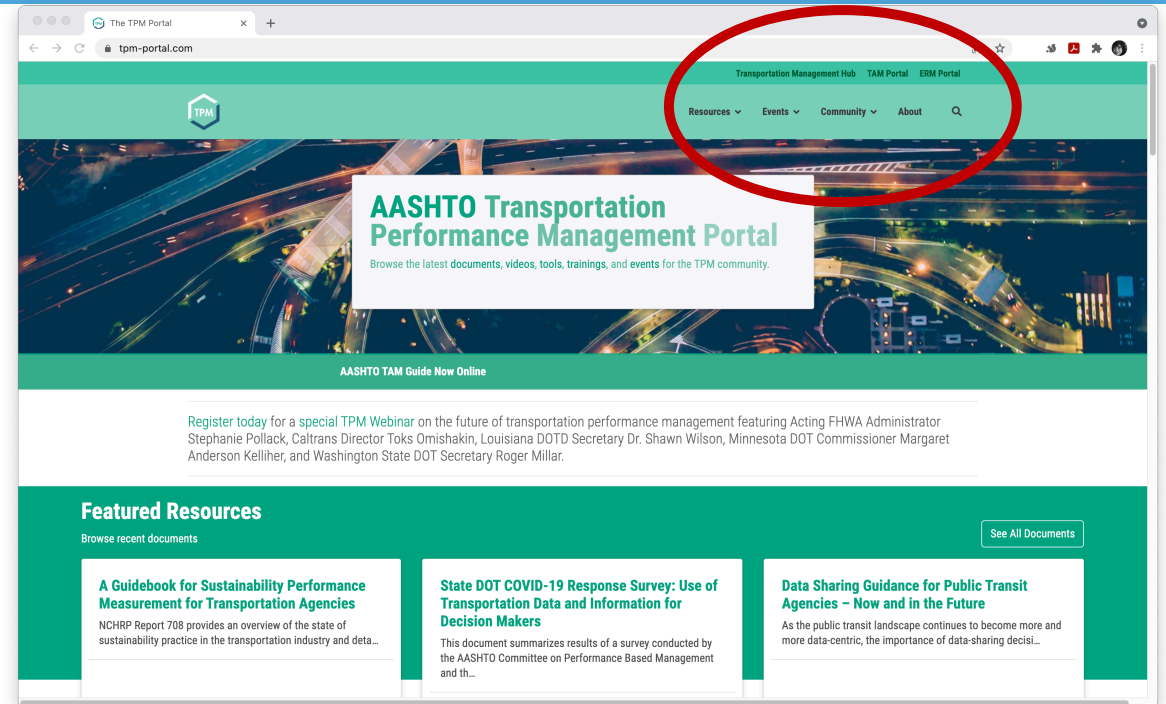 The TPM Portal
tpm-portal.com
Transportation Management Hub TAM Portal ERM Portal
TPM
Resources Events Community About
AASHTO Transportation
Performance Management Portal
Browse the latest documents, videos, tools, trainings, and events for the TPM community.
AASHTO TAM Guide Now Online
Register today for a special TPM Webinar on the future of transportation performance management featuring Acting FHWA Administrator
Stephanie Pollack, Caltrans Director Toks Omishakin, Louisiana DOTD Secretary Dr. Shawn Wilson, Minnesota DOT Commissioner Margaret
Anderson Kelliher, and Washington State DOT Secretary Roger Millar.
Featured Resources
Browse recent documents
See All Documents
A Guidebook for Sustainability Performance
Measurement for Transportation Agencies
NCHRP Report 708 provides an overview of the state of
sustainability practice in the transportation industry and deta…
State DOT COVID-19 Response Survey: Use of
Transportation Data and Information for
Decision Makers
This document summarizes results of a survey conducted by
the AASHTO Committee on Performance Based Management
and th…
Data Sharing Guidance for Public Transit
Agencies – Now and in the Future
As the public transit landscape continues to become more and
more data-centric, the importance of data-sharing decisi…